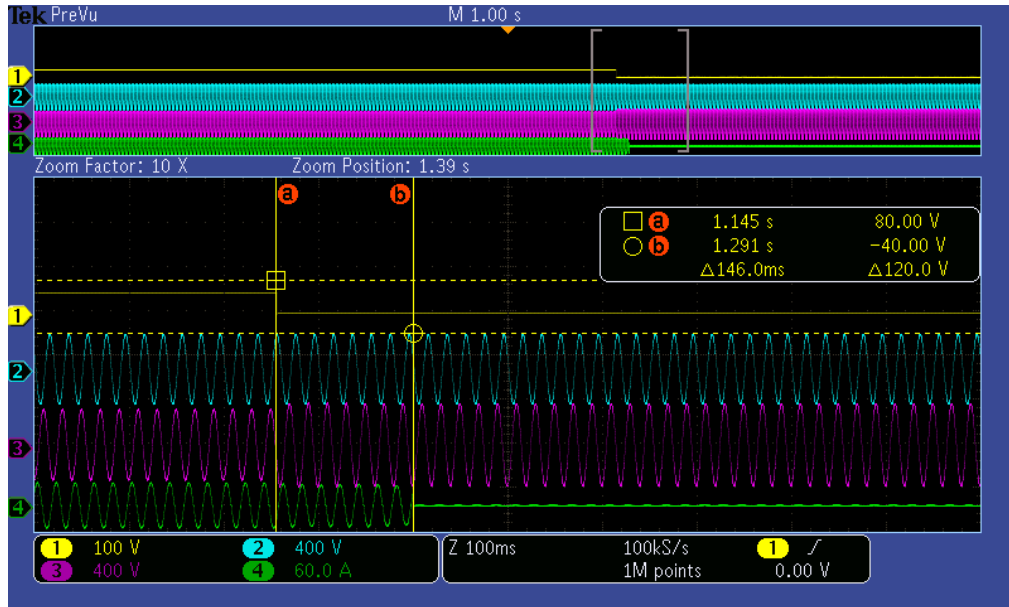 Tek PreVu M 1.00 s
1
2
3
4
Zoom Factor: 10 X Zoom Position: 1.39 s
a b
a 1.145 s 80.00 V
b 1.291 s −40.00 V
Δ146.0ms Δ120.0 V
1
2
3
4
1 100 V 2 400 V Z 100ms 100kS/s 1
3 400 V 4 60.0 A 1M points 0.00 V